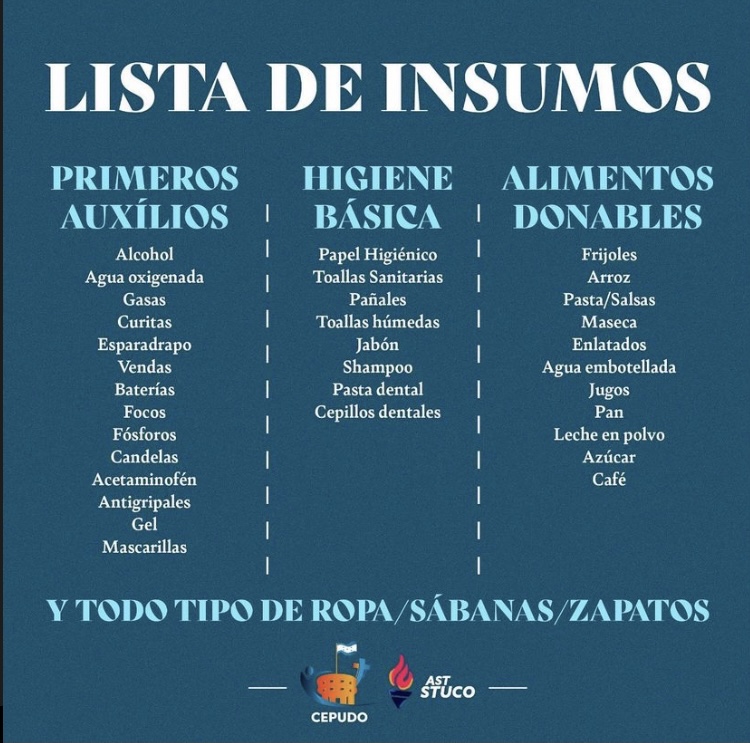 LISTA DE INSUMOS
PRIMEROS
AUXÍLIOS
Alcohol
Agua oxigenada
Gasas
Curitas
Esparadrapo
Vendas
Baterías
Focos
Fósforos
Candelas
Acetaminofén
Antigripales
Gel
Mascarillas
HIGIENE
BÁSICA
Papel Higiénico
Toallas Sanitarias
Pañales
Toallas húmedas
Jabón
Shampoo
Pasta dental
Cepillos dentales
ALIMENTOS
DONABLES
Frijoles
Arroz
Pasta/Salsas
Maseca
Enlatados
Agua embotellada
Jugos
Pan
Leche en polvo
Azúcar
Café
Y TODO TIPO DE ROPA/SÁBANAS/ZAPATOS
CEPUDO
AST
STUCO